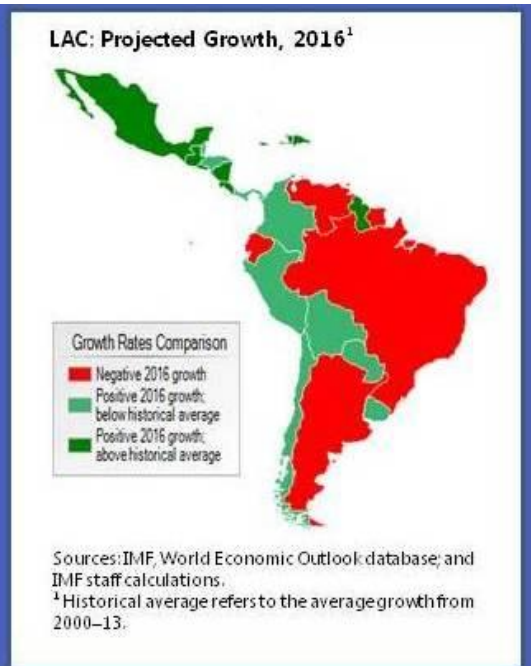 LAC: Projected Growth, 2016¹
Growth Rates Comparison
Negative 2016 growth
Positive 2016 growth;
below historical average
Positive 2016 growth;
above historical average
Sources: IMF, World Economic Outlook database; and
IMF staff calculations.
¹ Historical average refers to the average growth from
2000–13.